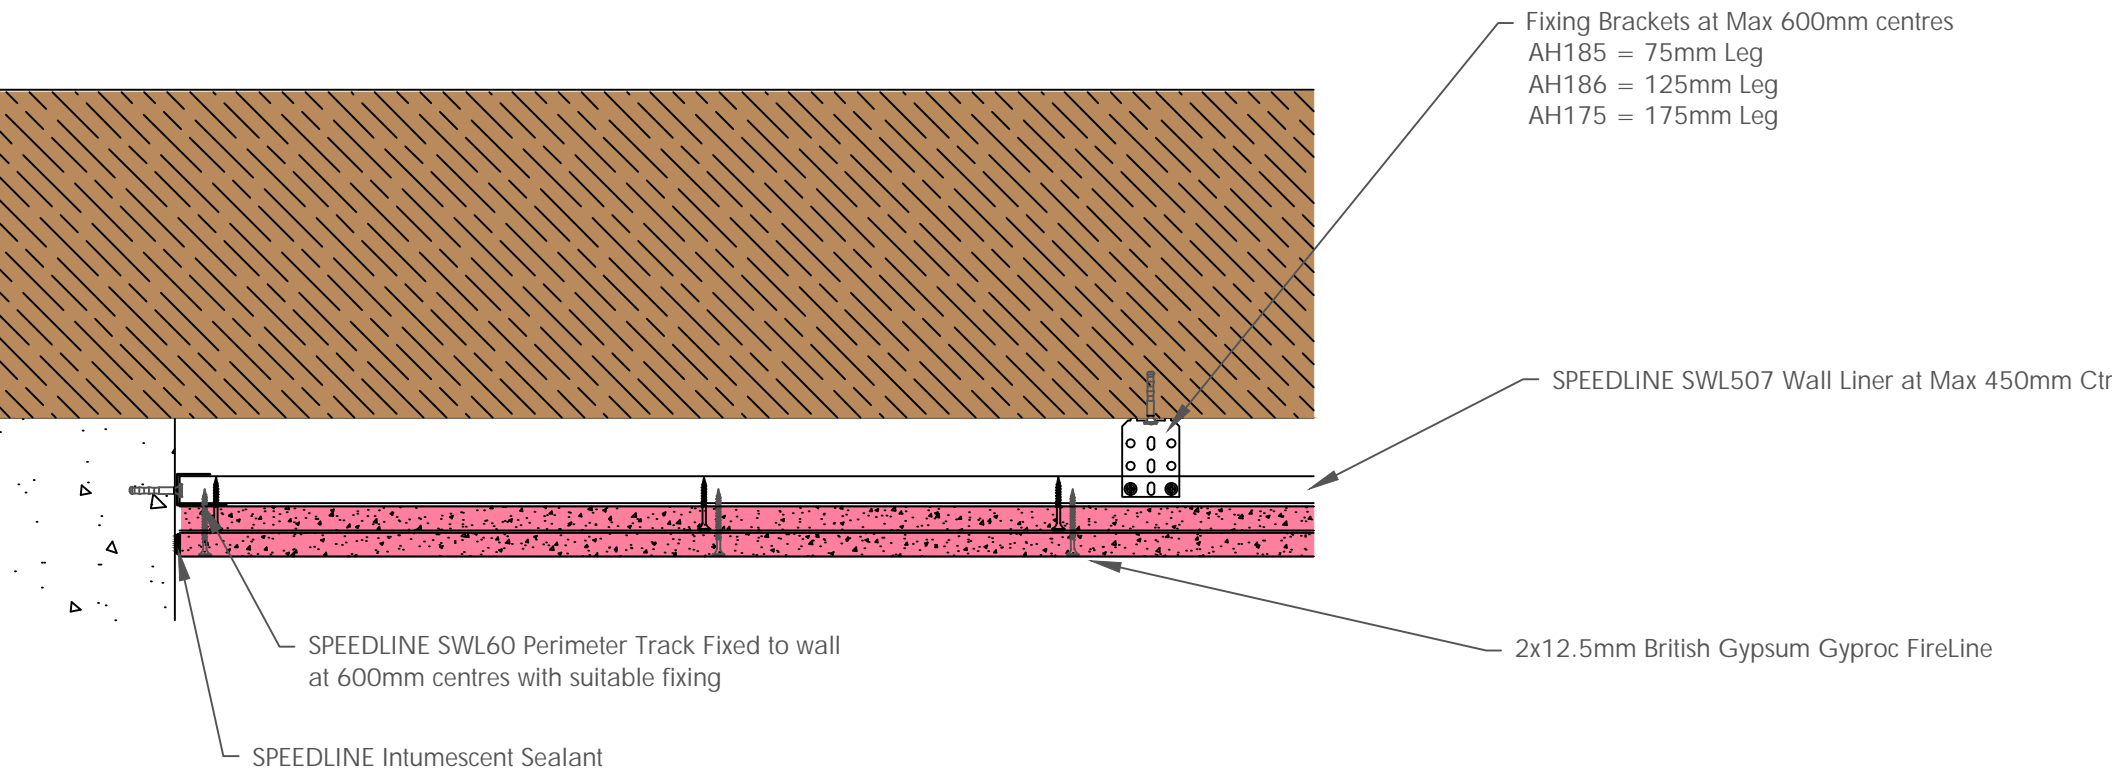 Fixing Brackets at Max 600mm centres
AH185 = 75mm Leg
AH186 = 125mm Leg
AH175 = 175mm Leg
SPEEDLINE SWL507 Wall Liner at Max 450mm Ctr
SPEEDLINE SWL60 Perimeter Track Fixed to wall
at 600mm centres with suitable fixing
2x12.5mm British Gypsum Gyproc FireLine
SPEEDLINE Intumescent Sealant